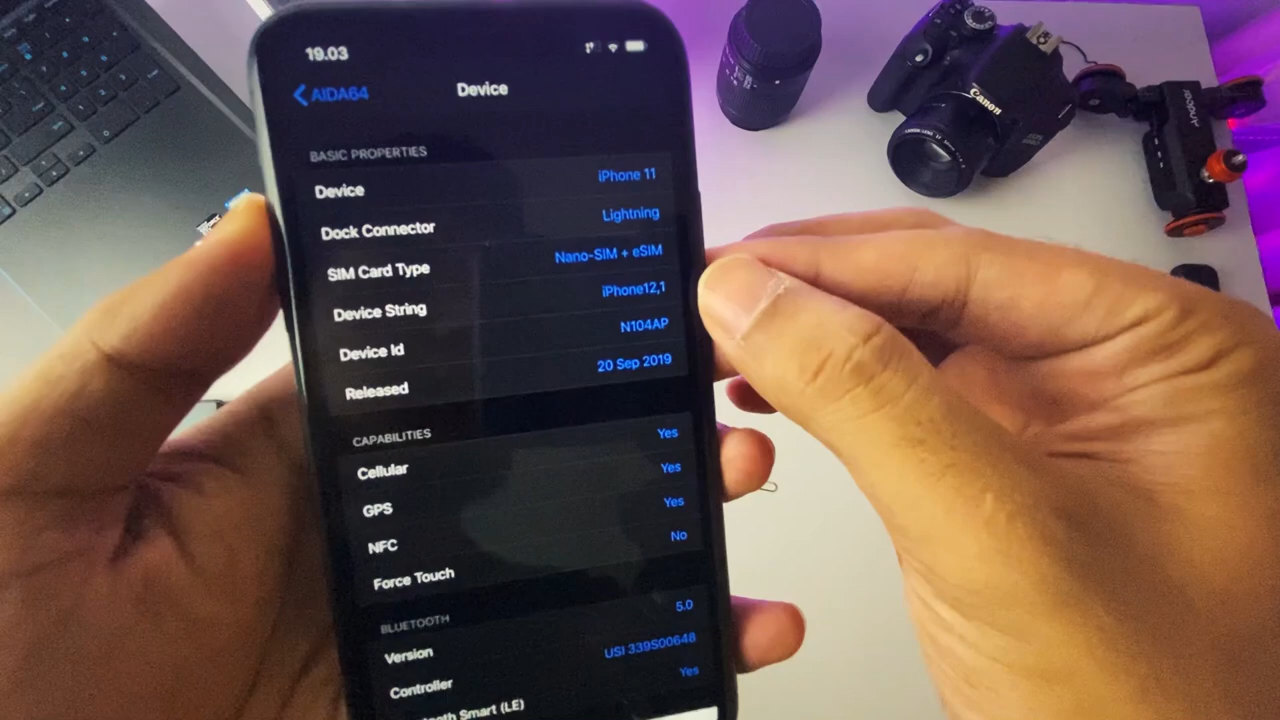 19.03
AIDA64
Device
BASIC PROPERTIES
Device iPhone 11
Dock Connector Lightning
SIM Card Type Nano-SIM + eSIM
Device String iPhone12,1
Device Id N104AP
Released 20 Sep 2019
CAPABILITIES
Cellular Yes
GPS Yes
NFC Yes
Force Touch No
BLUETOOTH
Version 5.0
Controller USI 339S00648
Smart (LE) Yes
Canon
Andoer